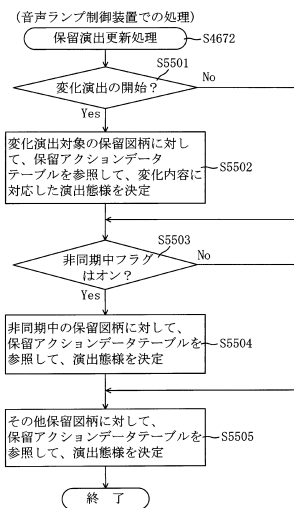 (音声ランプ制御装置での処理)
保留演出更新処理
S4672
S5501
変化演出の開始?
No
Yes
変化演出対象の保留図柄に対し
て、保留アクションデータ
テーブルを参照して、変化内容に
対応した演出態様を決定
S5502
S5503
非同期中フラグ
はオン?
No
Yes
非同期中の保留図柄に対して、
保留アクションデータテーブルを
参照して、演出態様を決定
S5504
その他保留図柄に対して、
保留アクションデータテーブルを
参照して、演出態様を決定
S5505
終 了